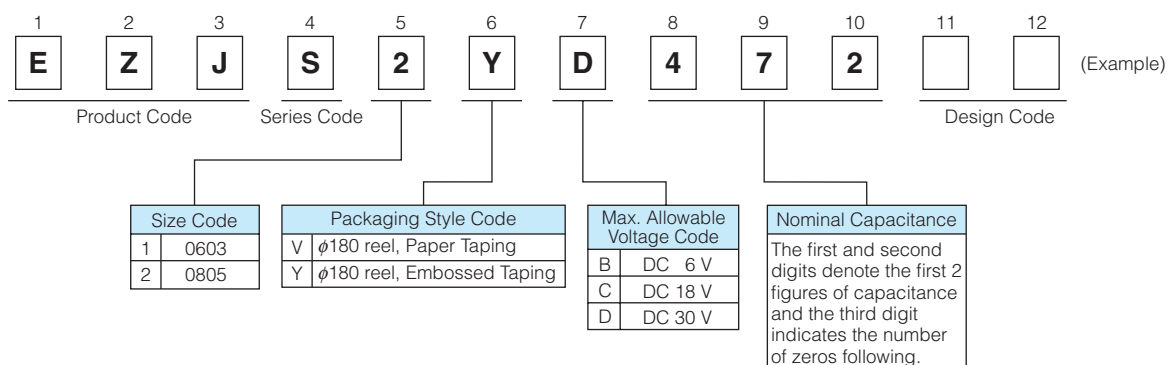 1 2 3 4 5 6 7 8 9 10 11 12
E Z J S 2 Y D 4 7 2 (Example)
Product Code Series Code Design Code
Size Code
1 0603
2 0805
Packaging Style Code
V ϕ180 reel, Paper Taping
Y ϕ180 reel, Embossed Taping
Max. Allowable
Voltage Code
B DC 6 V
C DC 18 V
D DC 30 V
Nominal Capacitance
The first and second
digits denote the first 2
figures of capacitance
and the third digit
indicates the number
of zeros following.